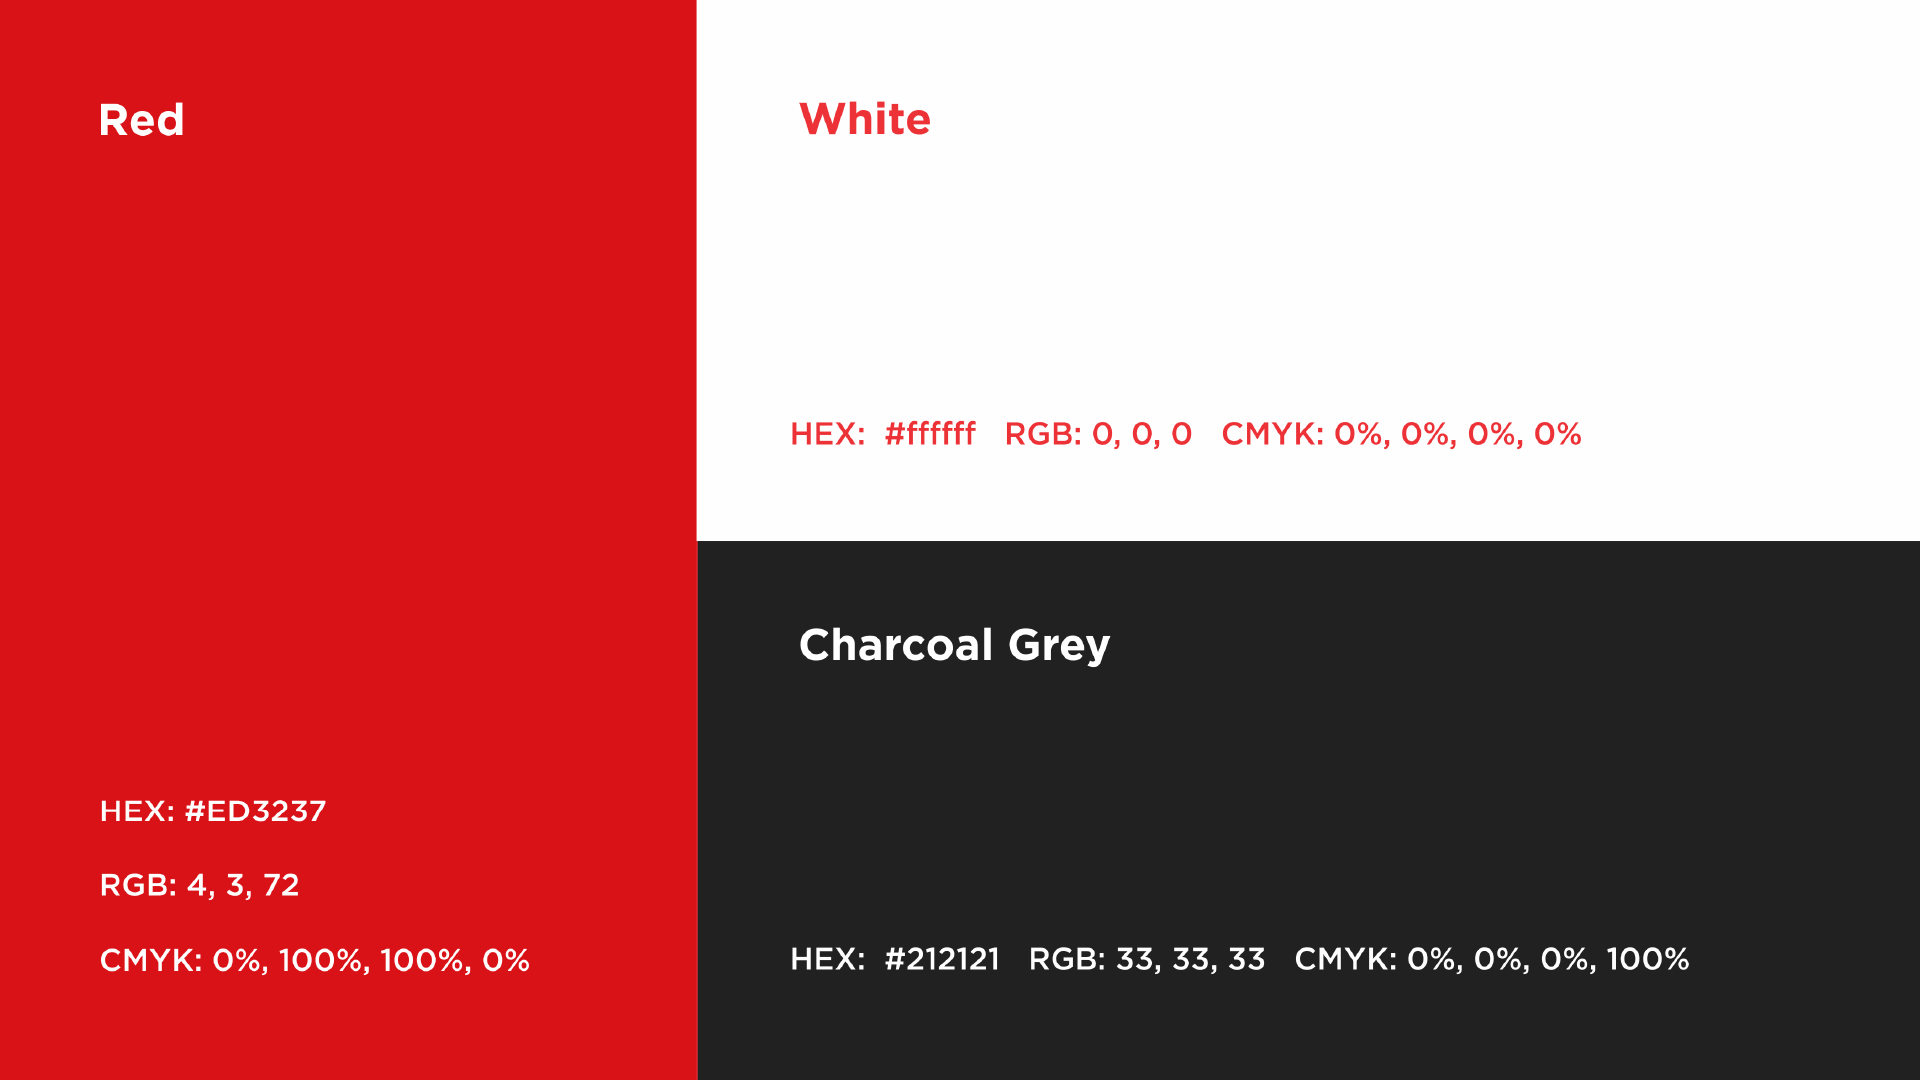 Red
HEX: #ED3237
RGB: 4, 3, 72
CMYK: 0%, 100%, 100%, 0%
White
HEX: #ffffff RGB: 0, 0, 0 CMYK: 0%, 0%, 0%, 0%
Charcoal Grey
HEX: #212121 RGB: 33, 33, 33 CMYK: 0%, 0%, 0%, 100%